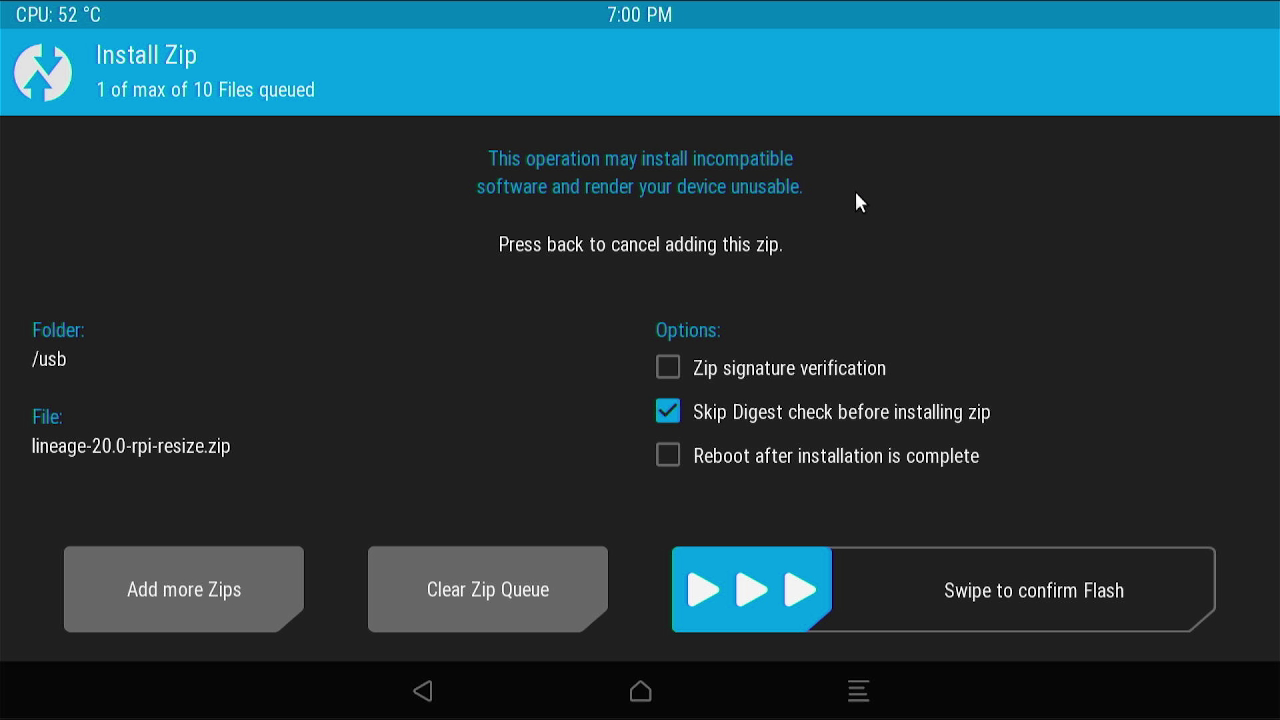 CPU: 52 °C
7:00 PM
Install Zip
1 of max of 10 Files queued
This operation may install incompatible
software and render your device unusable.
Press back to cancel adding this zip.
Folder:
/usb
File:
lineage-20.0-rpi-resize.zip
Options:
Zip signature verification
Skip Digest check before installing zip
Reboot after installation is complete
Add more Zips
Clear Zip Queue
Swipe to confirm Flash